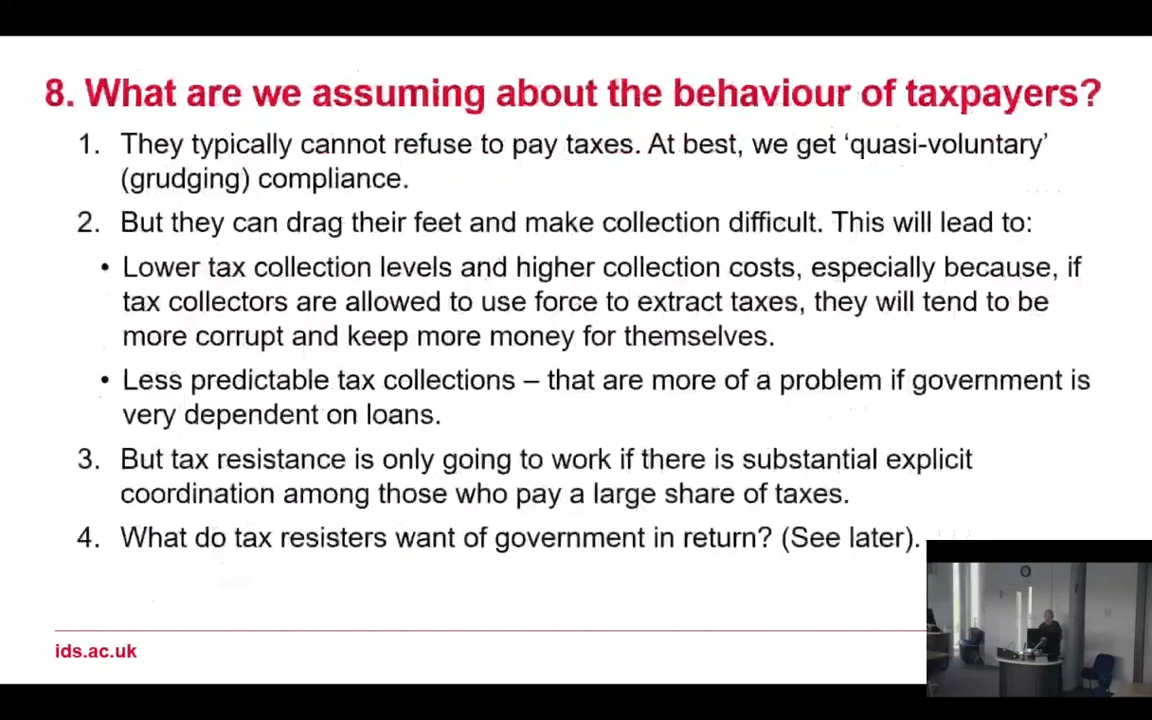 8. What are we assuming about the behaviour of taxpayers?
1. They typically cannot refuse to pay taxes. At best, we get ‘quasi-voluntary’
(grudging) compliance.
2. But they can drag their feet and make collection difficult. This will lead to:
• Lower tax collection levels and higher collection costs, especially because, if
tax collectors are allowed to use force to extract taxes, they will tend to be
more corrupt and keep more money for themselves.
• Less predictable tax collections – that are more of a problem if government is
very dependent on loans.
3. But tax resistance is only going to work if there is substantial explicit
coordination among those who pay a large share of taxes.
4. What do tax resisters want of government in return? (See later).
ids.ac.uk